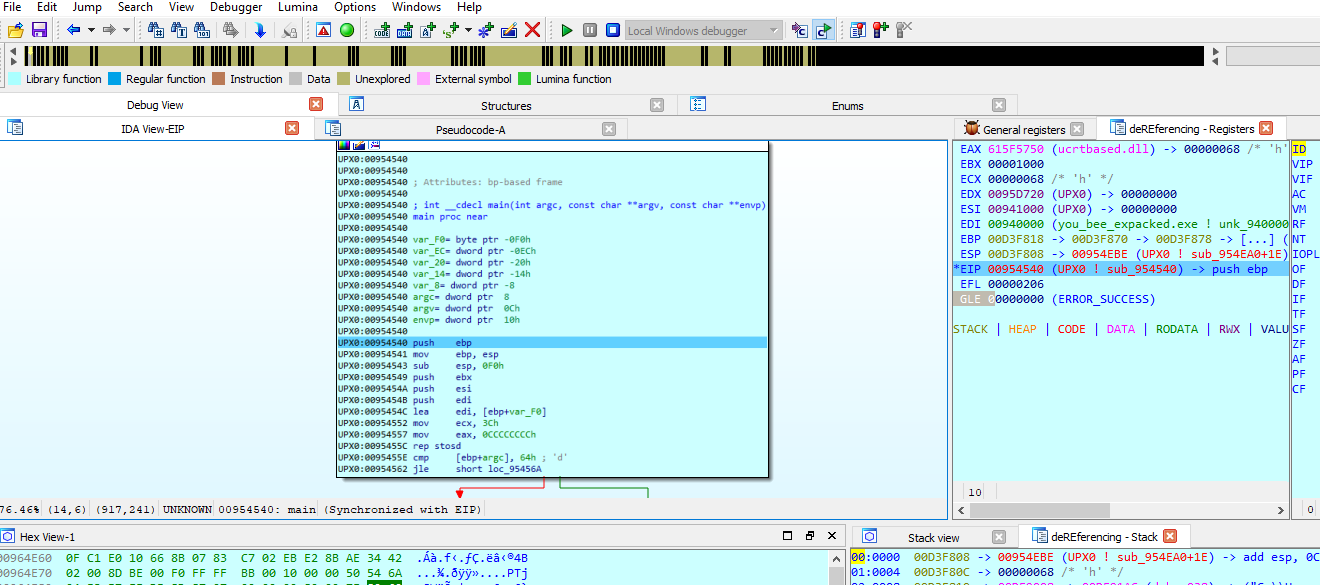 File Edit Jump Search View Debugger Lumina Options Windows Help
Local Windows debugger
Library function Regular function Instruction Data Unexplored External symbol Lumina function
Debug View Structures Enums
IDA View-EIP Pseudocode-A General registers deREferencing - Registers
UPX0:00954540
UPX0:00954540
UPX0:00954540 ; Attributes: bp-based frame
UPX0:00954540
UPX0:00954540 ; int __cdecl main(int argc, const char **argv, const char **envp)
UPX0:00954540 main proc near
UPX0:00954540
UPX0:00954540 var_F0= byte ptr -0F0h
UPX0:00954540 var_EC= dword ptr -0ECh
UPX0:00954540 var_20= dword ptr -20h
UPX0:00954540 var_14= dword ptr -14h
UPX0:00954540 var_8= dword ptr -8
UPX0:00954540 argc= dword ptr  8
UPX0:00954540 argv= dword ptr  0Ch
UPX0:00954540 envp= dword ptr  10h
UPX0:00954540
UPX0:00954540 push    ebp
UPX0:00954541 mov     ebp, esp
UPX0:00954543 sub     esp, 0F0h
UPX0:00954549 push    ebx
UPX0:0095454A push    esi
UPX0:0095454B push    edi
UPX0:0095454C lea     edi, [ebp+var_F0]
UPX0:00954552 mov     ecx, 3Ch
UPX0:00954557 mov     eax, 0CCCCCCCCh
UPX0:0095455C rep stosd
UPX0:0095455E cmp     [ebp+argc], 64h ; 'd'
UPX0:00954562 jle     short loc_95456A
76.46% (14,6) (917,241) UNKNOWN 00954540: main (Synchronized with EIP)
EAX 615F5750 (ucrtbased.dll) -> 00000068 /* 'h'
EBX 00001000
ECX 00000068 /* 'h' */
EDX 0095D720 (UPX0) -> 00000000
ESI 00941000 (UPX0) -> 00000000
EDI 00940000 (you_bee_expacked.exe ! unk_940000
EBP 00D3F818 -> 00D3F870 -> 00D3F878 -> [...] (
ESP 00D3F808 -> 00954EBE (UPX0 ! sub_954EA0+1E)
*EIP 00954540 (UPX0 ! sub_954540) -> push ebp
EFL 00000206
GLE 00000000 (ERROR_SUCCESS)
STACK | HEAP | CODE | DATA | RODATA | RWX | VALU
10
ID
VIP
VIF
AC
VM
RF
NT
IOPL
OF
DF
IF
TF
SF
ZF
AF
PF
CF
0
Hex View-1
00964E60 0F C1 E0 10 66 8B 07 83 C7 02 EB E2 8B AE 34 42 .Áà.f‹.ƒÇ.ëâ‹®4B
00964E70 02 00 8D BE 00 F0 FF FF BB 00 10 00 00 50 54 6A ...¾.ðÿÿ»....PTj
Stack view deREferencing - Stack
00:0000 00D3F808 -> 00954EBE (UPX0 ! sub_954EA0+1E) -> add esp, 0C
01:0004 00D3F80C -> 00000068 /* 'h' */